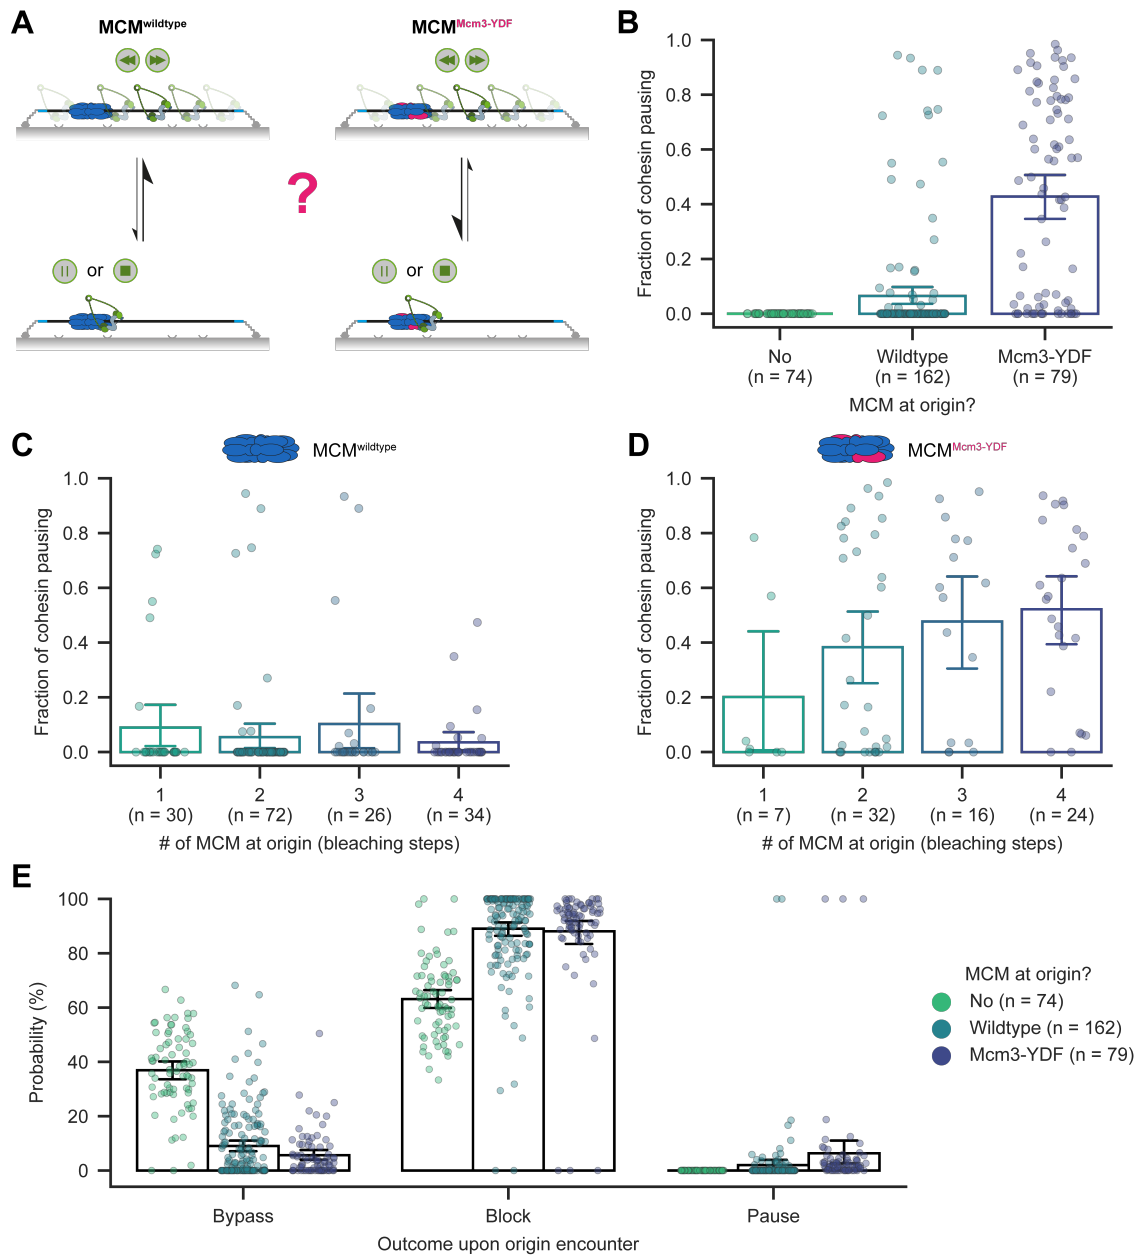 A
MCMwildtype
MCMMcm3-YDF
?
or
or
B
1.0
0.8
0.6
0.4
0.2
0.0
Fraction of cohesin pausing
No
(n = 74)
Wildtype
(n = 162)
Mcm3-YDF
(n = 79)
MCM at origin?
C
MCMwildtype
1.0
0.8
0.6
0.4
0.2
0.0
Fraction of cohesin pausing
1
(n = 30)
2
(n = 72)
3
(n = 26)
4
(n = 34)
# of MCM at origin (bleaching steps)
D
MCMMcm3-YDF
1.0
0.8
0.6
0.4
0.2
0.0
Fraction of cohesin pausing
1
(n = 7)
2
(n = 32)
3
(n = 16)
4
(n = 24)
# of MCM at origin (bleaching steps)
E
100
80
60
40
20
0
Probability (%)
Bypass
Block
Pause
Outcome upon origin encounter
MCM at origin?
No (n = 74)
Wildtype (n = 162)
Mcm3-YDF (n = 79)